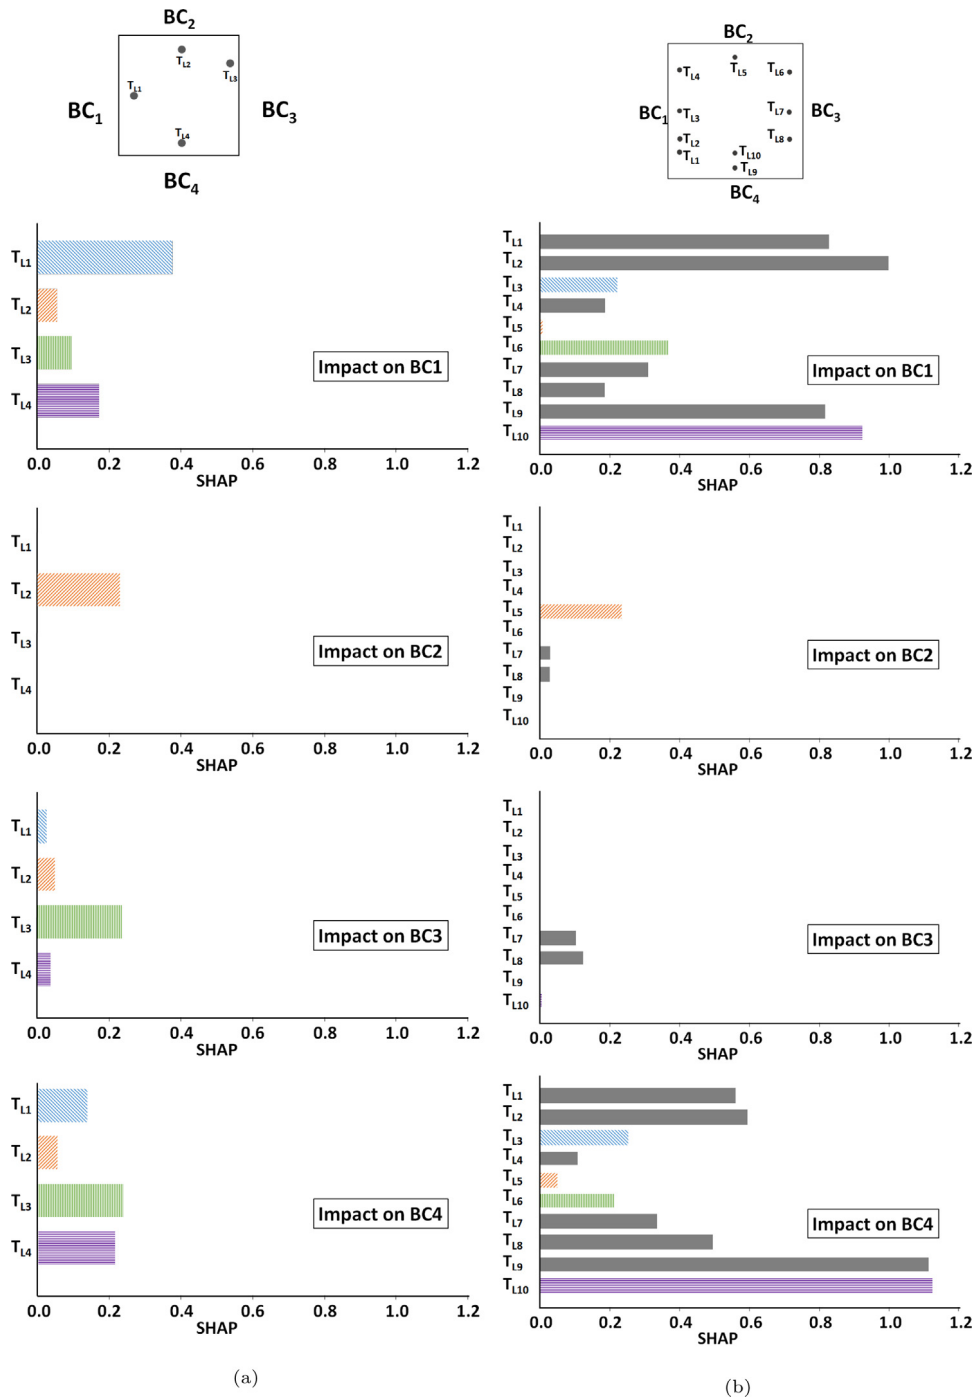 BC2
TL2
TL3
TL1
BC1
BC3
TL4
BC4
TL1
TL2
TL3
Impact on BC1
TL4
0.0 0.2 0.4 0.6 0.8 1.0 1.2
SHAP
TL1
TL2
TL3
Impact on BC2
TL4
0.0 0.2 0.4 0.6 0.8 1.0 1.2
SHAP
TL1
TL2
TL3
Impact on BC3
TL4
0.0 0.2 0.4 0.6 0.8 1.0 1.2
SHAP
TL1
TL2
TL3
Impact on BC4
TL4
0.0 0.2 0.4 0.6 0.8 1.0 1.2
SHAP
(a)
BC2
TL5
TL4
TL6
BC1
TL3
TL7
BC3
TL2
TL8
TL1
TL10
TL9
BC4
TL1
TL2
TL3
TL4
TL5
TL6
TL7
Impact on BC1
TL8
TL9
TL10
0.0 0.2 0.4 0.6 0.8 1.0 1.2
SHAP
TL1
TL2
TL3
TL4
TL5
TL6
TL7
Impact on BC2
TL8
TL9
TL10
0.0 0.2 0.4 0.6 0.8 1.0 1.2
SHAP
TL1
TL2
TL3
TL4
TL5
TL6
TL7
Impact on BC3
TL8
TL9
TL10
0.0 0.2 0.4 0.6 0.8 1.0 1.2
SHAP
TL1
TL2
TL3
TL4
TL5
TL6
TL7
Impact on BC4
TL8
TL9
TL10
0.0 0.2 0.4 0.6 0.8 1.0 1.2
SHAP
(b)